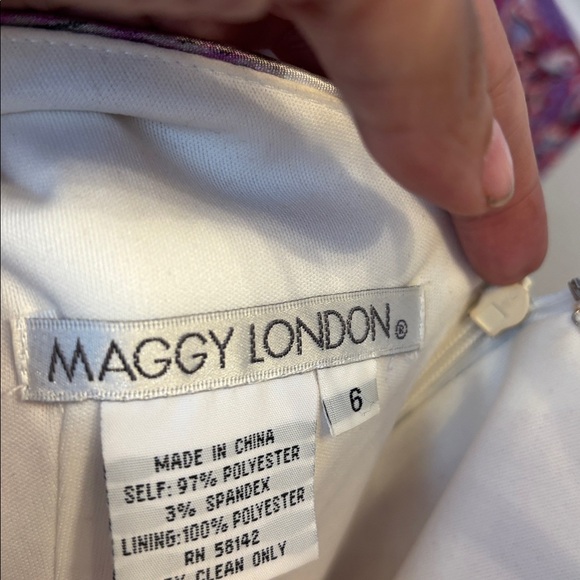 MAGGY LONDON®
6
MADE IN CHINA
SELF: 97% POLYESTER
3% SPANDEX
LINING:100% POLYESTER
RN 58142
CLEAN ONLY